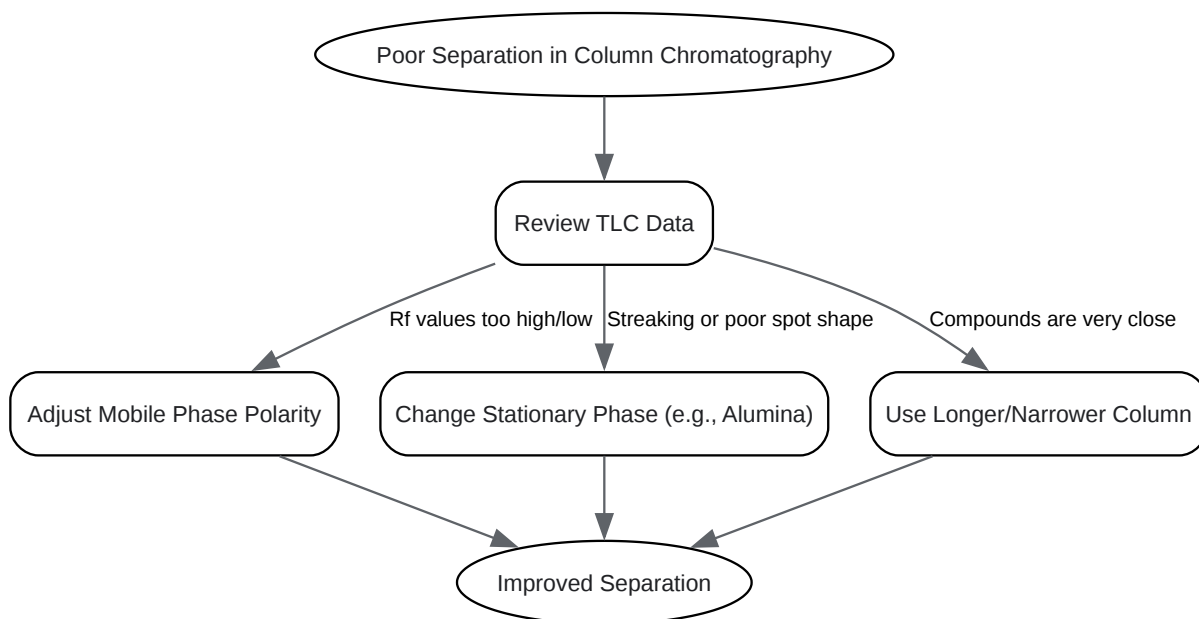 Poor Separation in Column Chromatography
Review TLC Data
Rf values too high/low
Streaking or poor spot shape
Compounds are very close
Adjust Mobile Phase Polarity
Change Stationary Phase (e.g., Alumina)
Use Longer/Narrower Column
Improved Separation